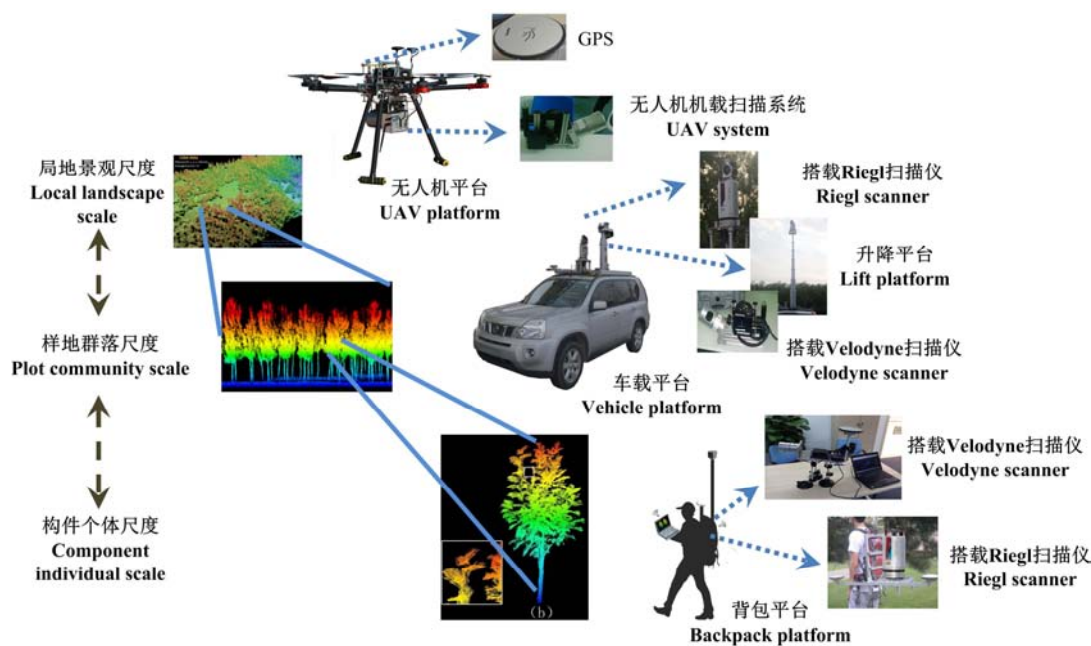 GPS
无人机机载扫描系统
UAV system
无人机平台
UAV platform
局地景观尺度
Local landscape
scale
搭载Riegl扫描仪
Riegl scanner
升降平台
Lift platform
样地群落尺度
Plot community scale
搭载Velodyne扫描仪
Velodyne scanner
车载平台
Vehicle platform
搭载Velodyne扫描仪
Velodyne scanner
构件个体尺度
Component
individual scale
(b)
搭载Riegl扫描仪
Riegl scanner
背包平台
Backpack platform